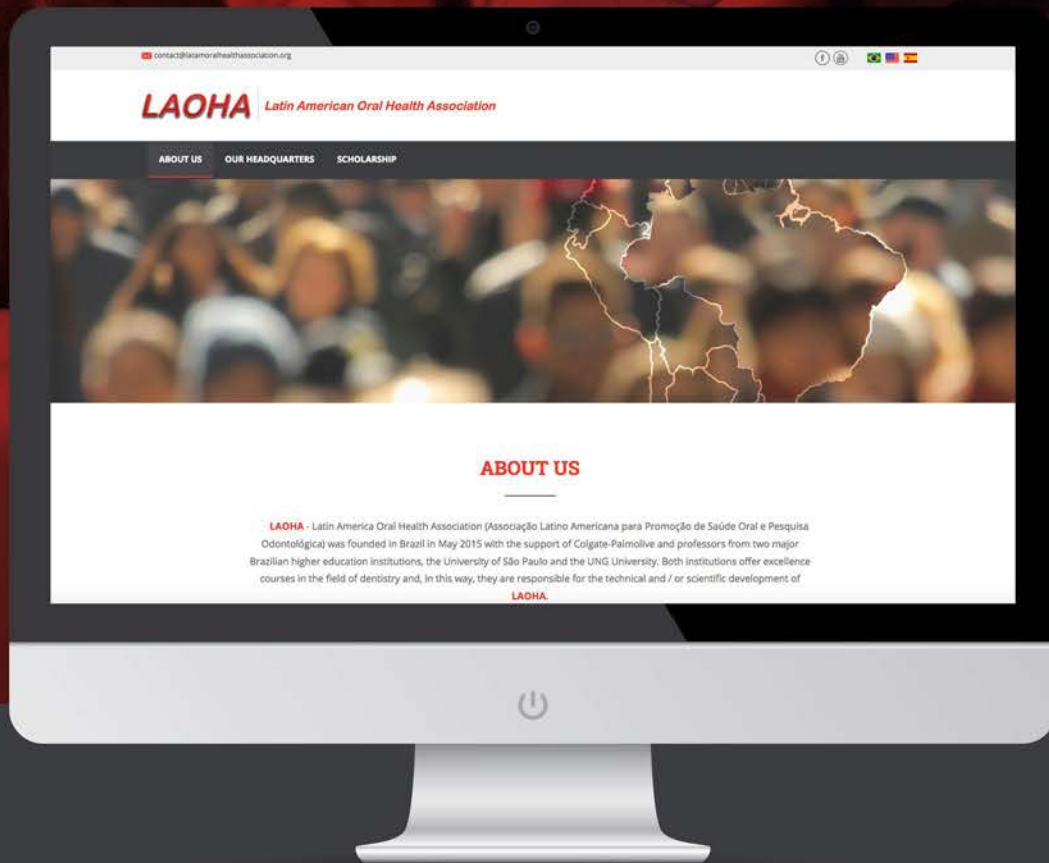 contact@latamoralhealthassociation.org
LAOHA Latin American Oral Health Association
ABOUT US OUR HEADQUARTERS SCHOLARSHIP
ABOUT US
LAOHA - Latin America Oral Health Association (Associação Latino Americana para Promoção de Saúde Oral e Pesquisa
Odontológica) was founded in Brazil in May 2015 with the support of Colgate-Palmolive and professors from two major
Brazilian higher education institutions, the University of São Paulo and the UNG University. Both institutions offer excellence
courses in the field of dentistry and, in this way, they are responsible for the technical and / or scientific development of
LAOHA.